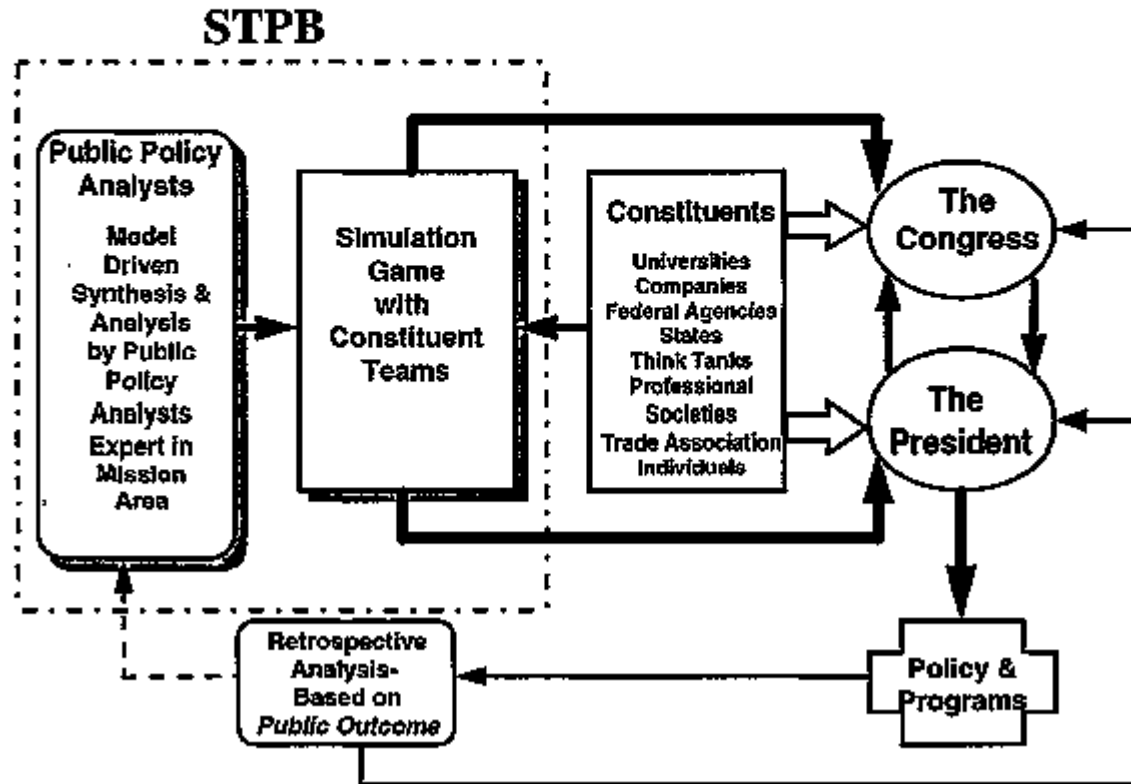 STPB
Public Policy
Analysts
Model
Driven
Synthesis &
Analysis
by Public
Policy
Analysts
Expert in
Mission
Area
Simulation
Game
with
Constituent
Teams
Constituents
Universities
Companies
Federal Agencies
States
Think Tanks
Professional
Societies
Trade Association
Individuals
The
Congress
The
President
Policy &
Programs
Retrospective
Analysis-
Based on
Public Outcome